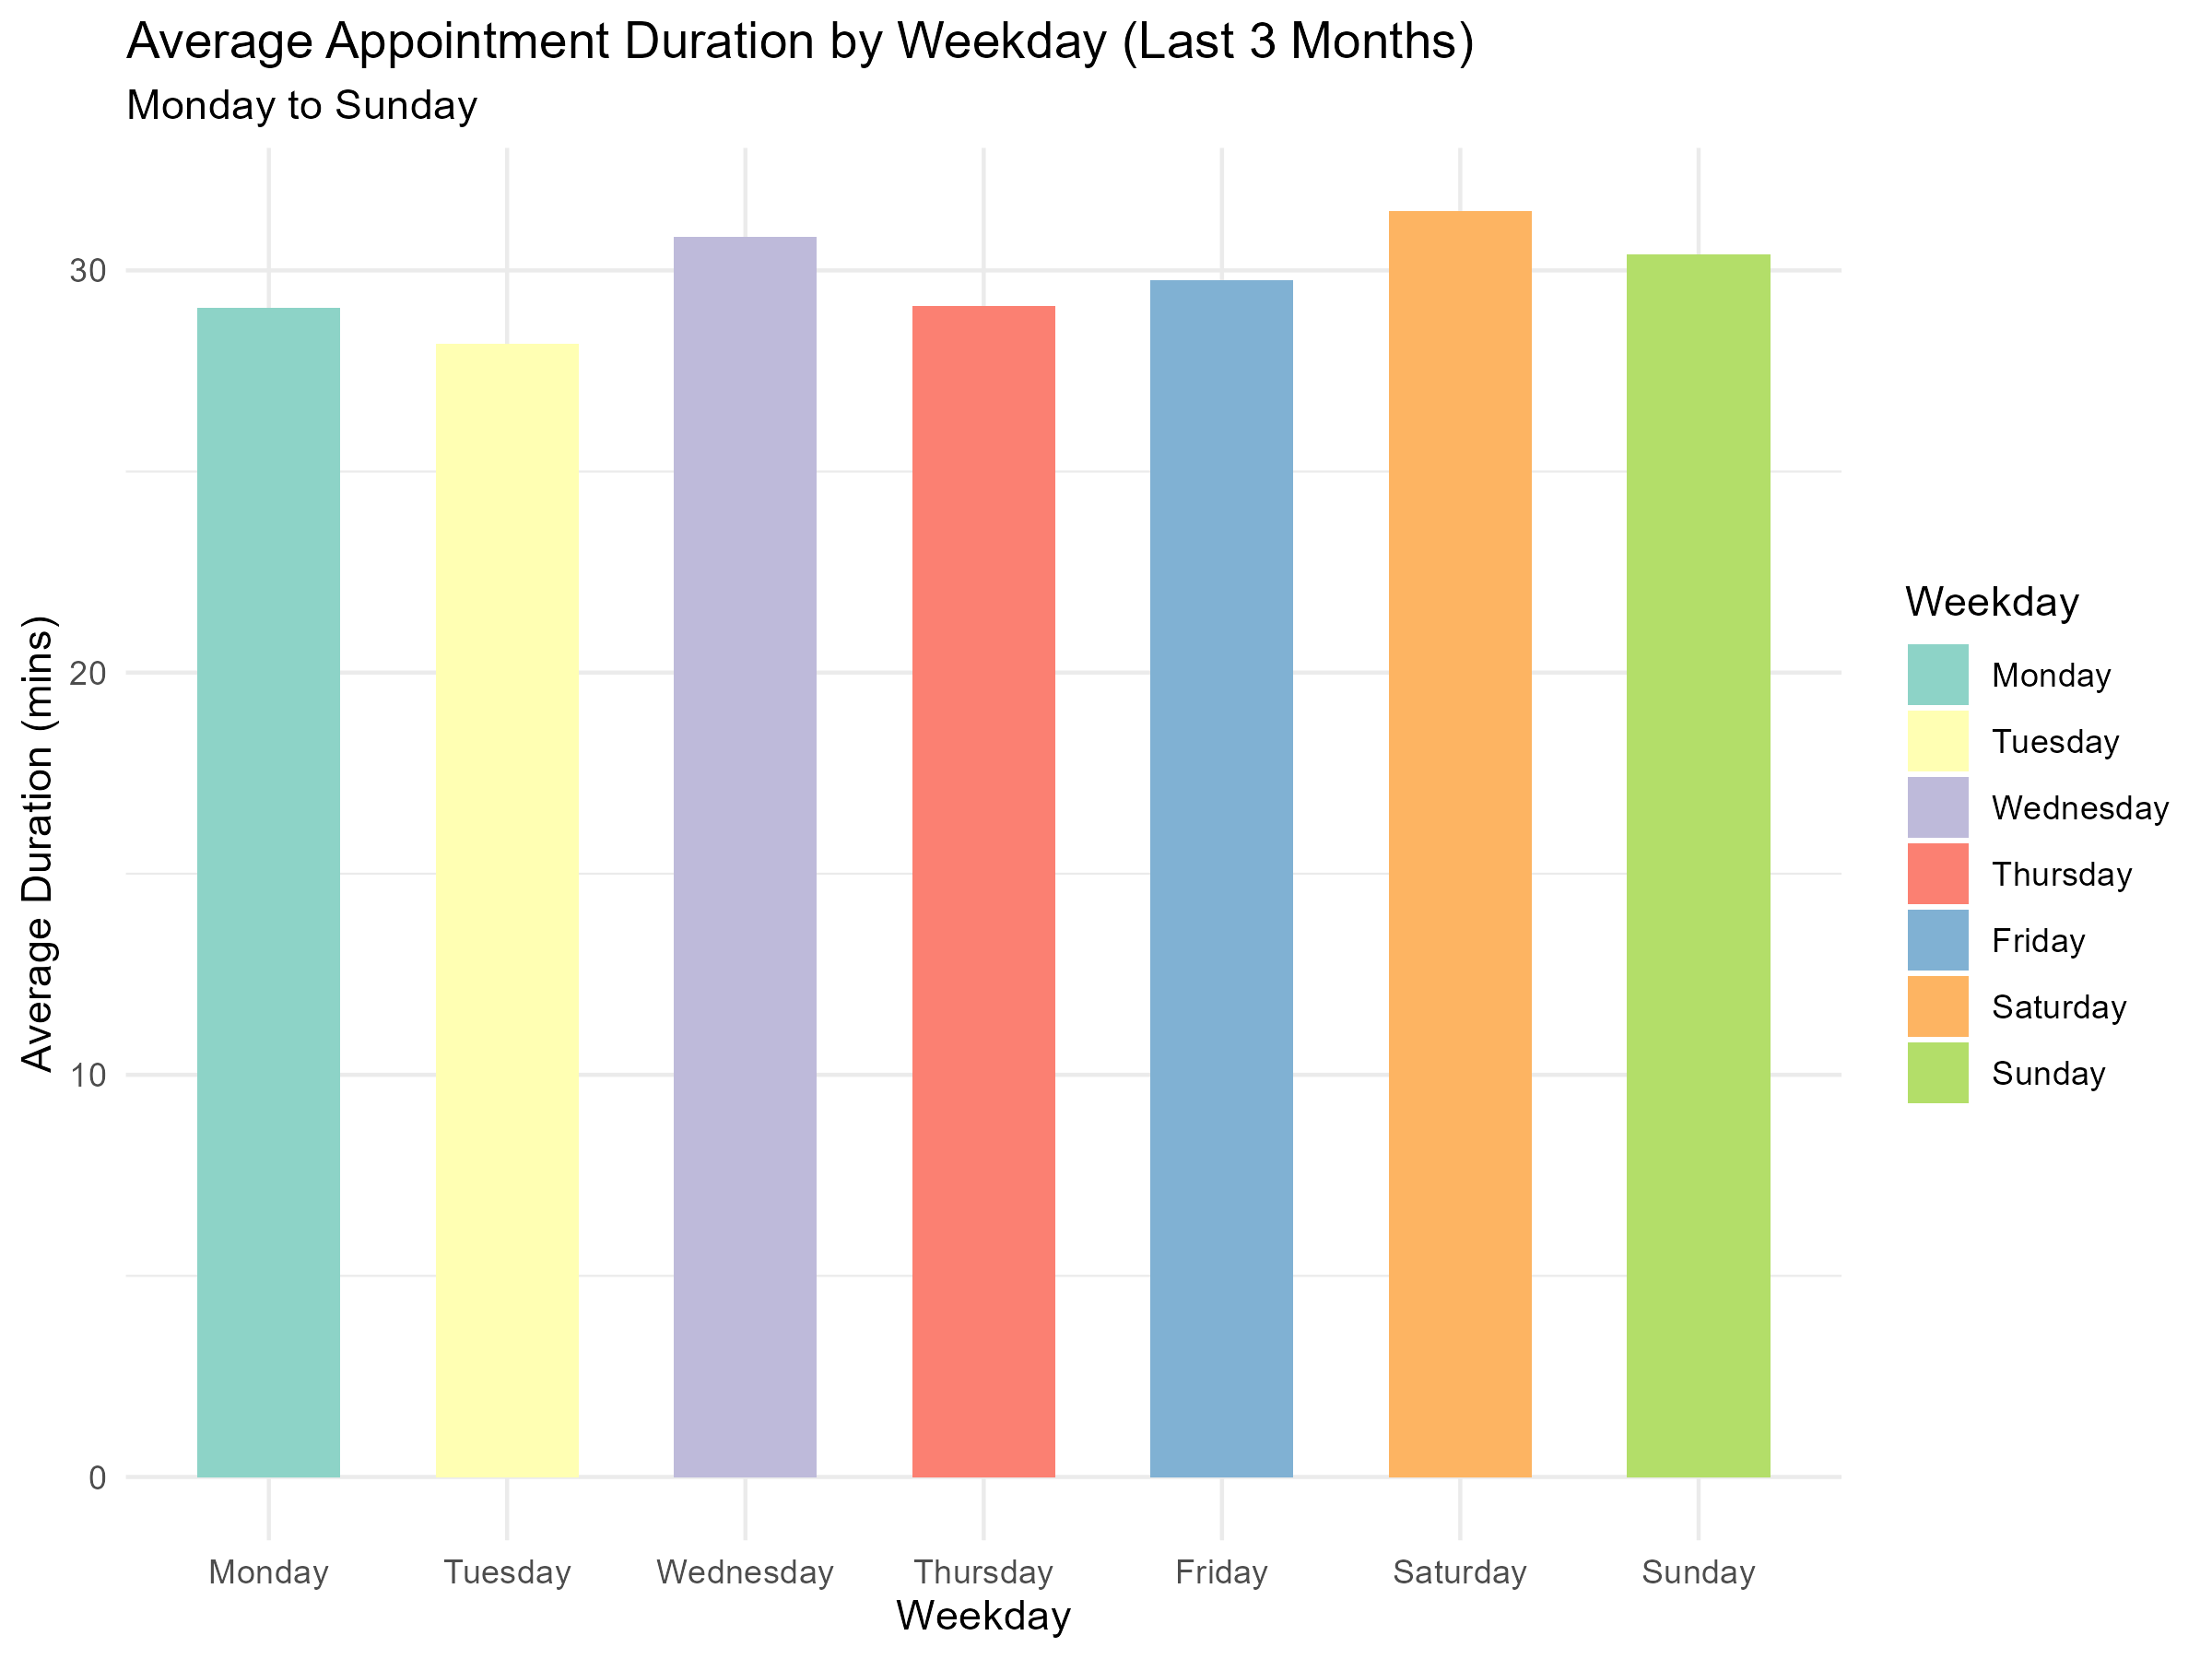 Average Appointment Duration by Weekday (Last 3 Months)
Monday to Sunday
Average Duration (mins)
30
20
10
0
Monday
Tuesday
Wednesday
Thursday
Friday
Saturday
Sunday
Weekday
Weekday
Monday
Tuesday
Wednesday
Thursday
Friday
Saturday
Sunday